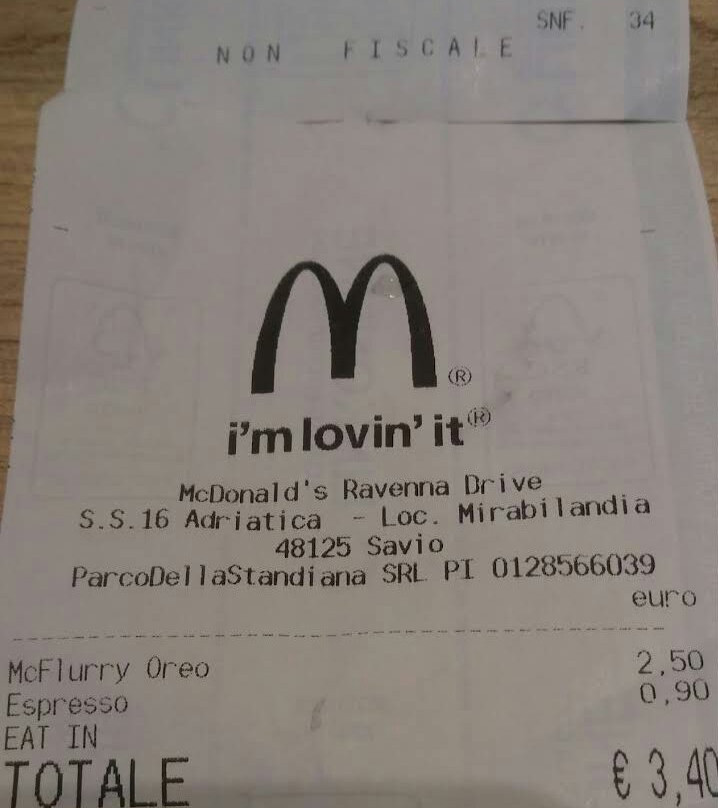 SNF. 34
NON FISCALE
M®
i'm lovin' it®
McDonald's Ravenna Drive
S.S.16 Adriatica - Loc. Mirabilandia
48125 Savio
ParcoDellaStandiana SRL PI 0128566039
euro
McFlurry Oreo 2,50
Espresso 0,90
EAT IN
TOTALE € 3,40